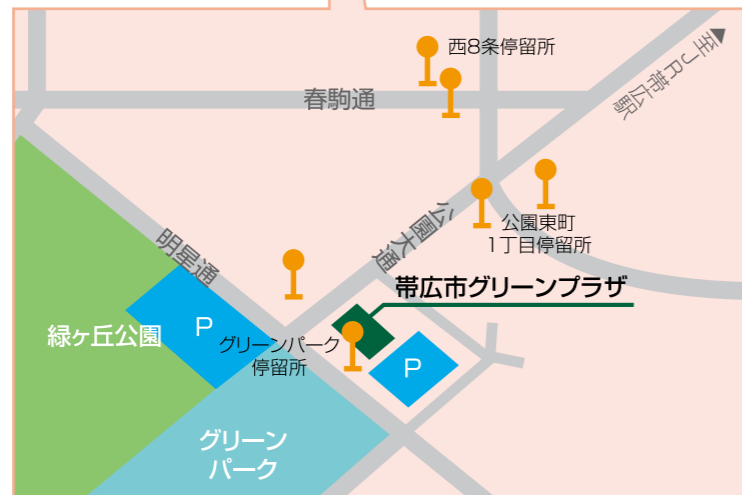 西8条停留所
▲至JR帯広駅
春駒通
公園大通
公園東町
1丁目停留所
明星通
帯広市グリーンプラザ
緑ヶ丘公園
P
グリーンパーク
停留所
P
グリーン
パーク